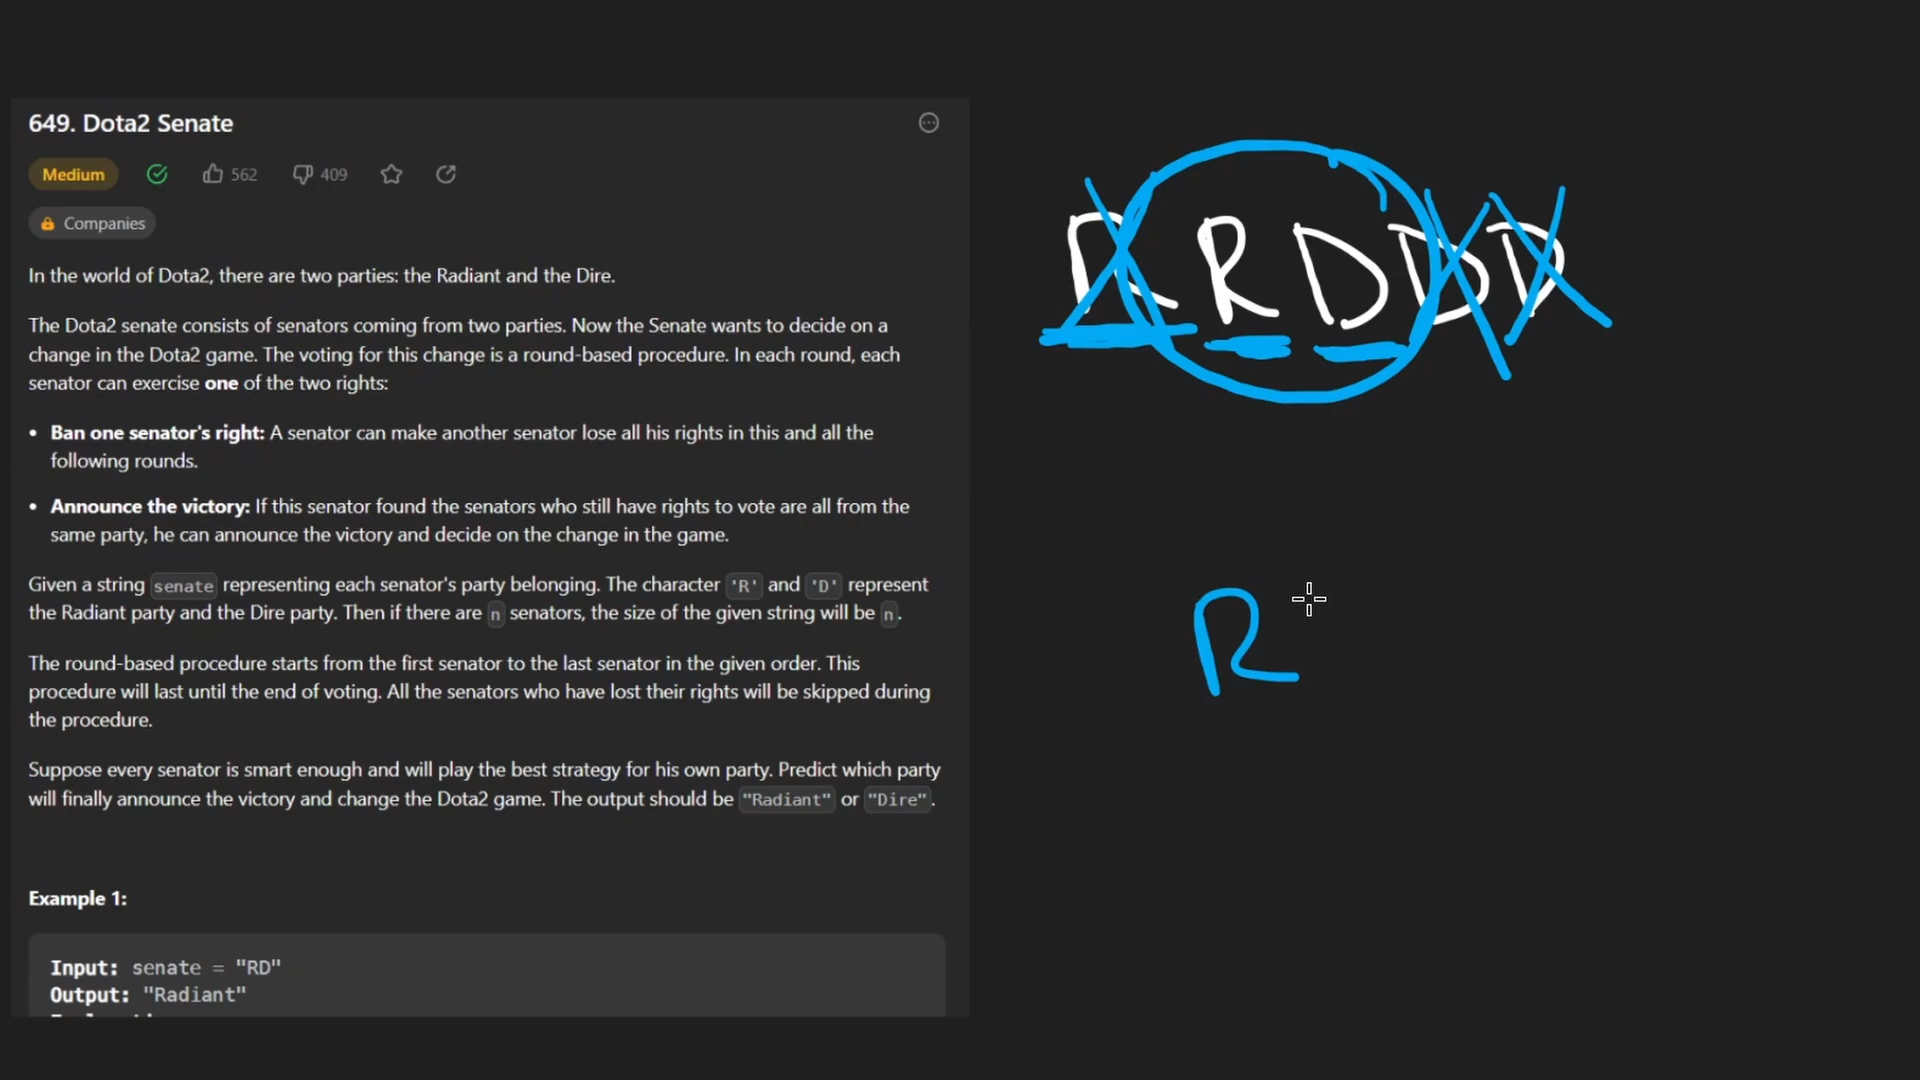 649. Dota2 Senate
Medium 562 409
Companies
In the world of Dota2, there are two parties: the Radiant and the Dire.
The Dota2 senate consists of senators coming from two parties. Now the Senate wants to decide on a
change in the Dota2 game. The voting for this change is a round-based procedure. In each round, each
senator can exercise one of the two rights:
• Ban one senator's right: A senator can make another senator lose all his rights in this and all the
following rounds.
• Announce the victory: If this senator found the senators who still have rights to vote are all from the
same party, he can announce the victory and decide on the change in the game.
Given a string senate representing each senator's party belonging. The character 'R' and 'D' represent
the Radiant party and the Dire party. Then if there are n senators, the size of the given string will be n.
The round-based procedure starts from the first senator to the last senator in the given order. This
procedure will last until the end of voting. All the senators who have lost their rights will be skipped during
the procedure.
Suppose every senator is smart enough and will play the best strategy for his own party. Predict which party
will finally announce the victory and change the Dota2 game. The output should be "Radiant" or "Dire".
Example 1:
Input: senate = "RD"
Output: "Radiant"
R R D D D
R